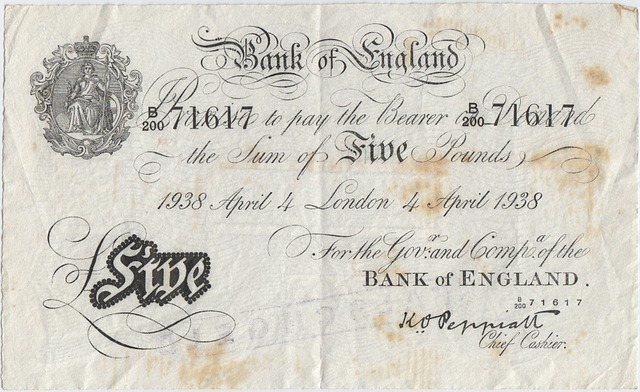 Bank of England
B/200 71617 Promise to pay the Bearer on Demand B/200 71617
the Sum of Five Pounds
1938 April 4 London 4 April 1938
For the Gov.r and Comp.a of the
BANK of ENGLAND.
£Five
B/200 71617
K O Peppiatt
Chief Cashier.